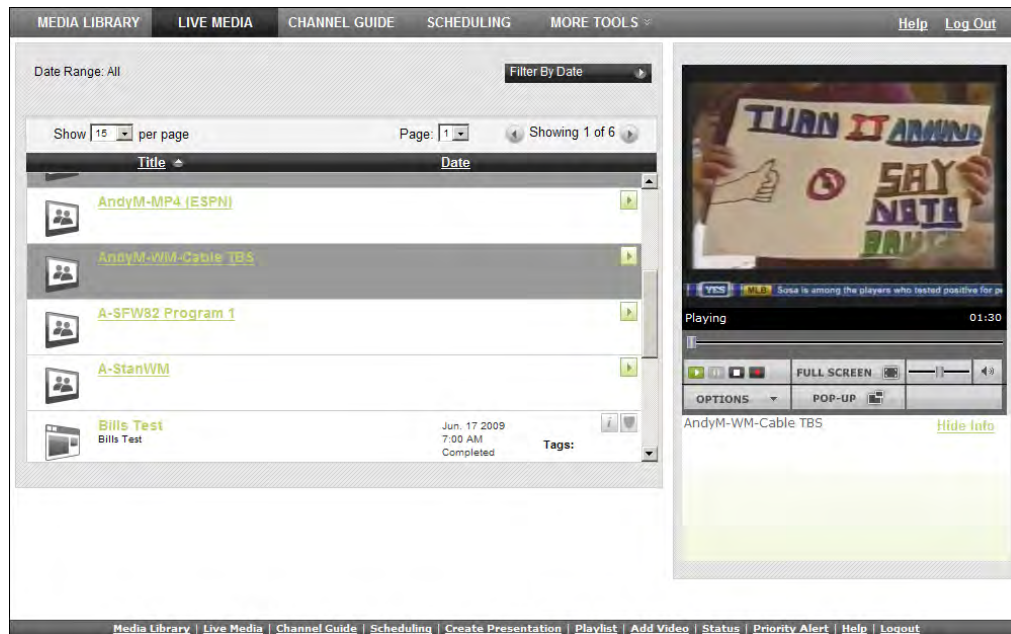 MEDIA LIBRARY LIVE MEDIA CHANNEL GUIDE SCHEDULING MORE TOOLS Help Log Out
Date Range: All Filter By Date
Show 15 per page Page: 1 Showing 1 of 6
Title Date
AndyM-MP4 (ESPN)
AndyM-WM-Cable TBS
A-SFW82 Program 1
A-StanWM
Bills Test
Bills Test
Jun. 17 2009
7:00 AM
Completed
Tags:
TURN IT AROUND
SAY
NO TO
YES MLB: Sosa is among the players who tested positive for
Playing 01:30
FULL SCREEN
OPTIONS POP-UP
AndyM-WM-Cable TBS Hide Info
Media Library | Live Media | Channel Guide | Scheduling | Create Presentation | Playlist | Add Video | Status | Priority Alert | Help | Logout